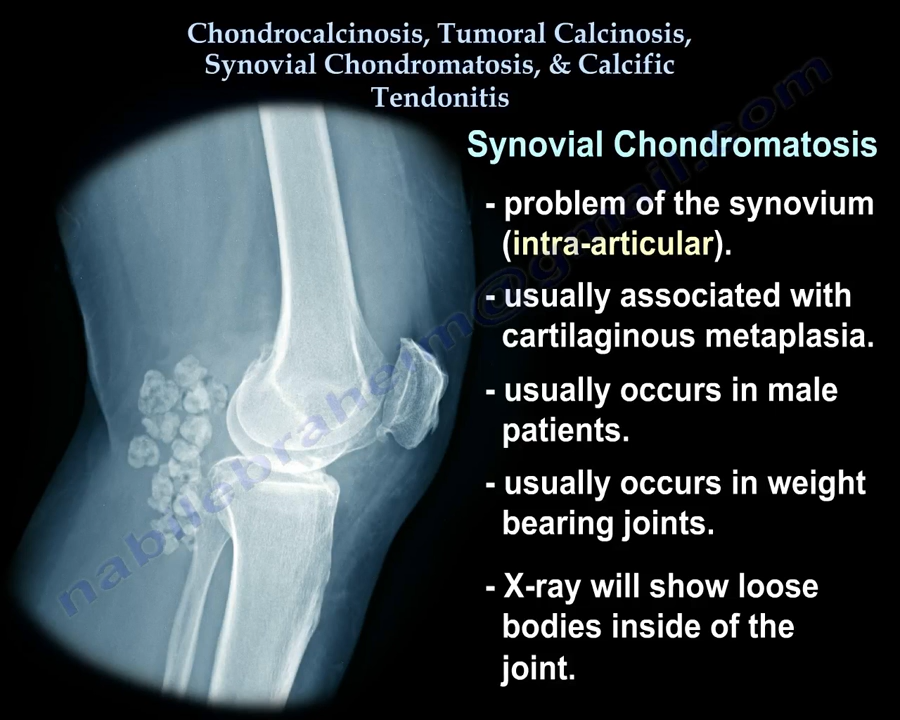 Chondrocalcinosis, Tumoral Calcinosis,
Synovial Chondromatosis, & Calcific
Tendonitis
Synovial Chondromatosis
- problem of the synovium
(intra-articular).
- usually associated with
cartilaginous metaplasia.
- usually occurs in male
patients.
- usually occurs in weight
bearing joints.
- X-ray will show loose
bodies inside of the
joint.
nabilebraheim@gmail.com